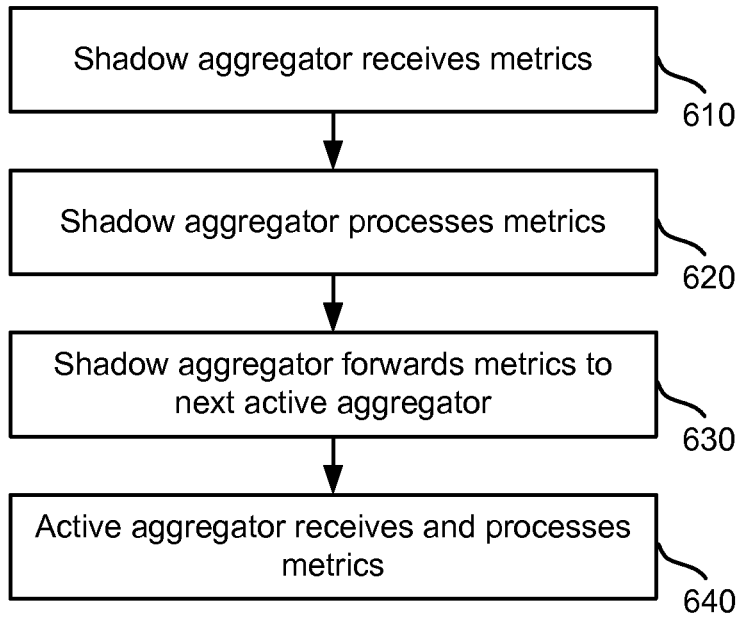 Shadow aggregator receives metrics
610
Shadow aggregator processes metrics
620
Shadow aggregator forwards metrics to
next active aggregator
630
Active aggregator receives and processes
metrics
640